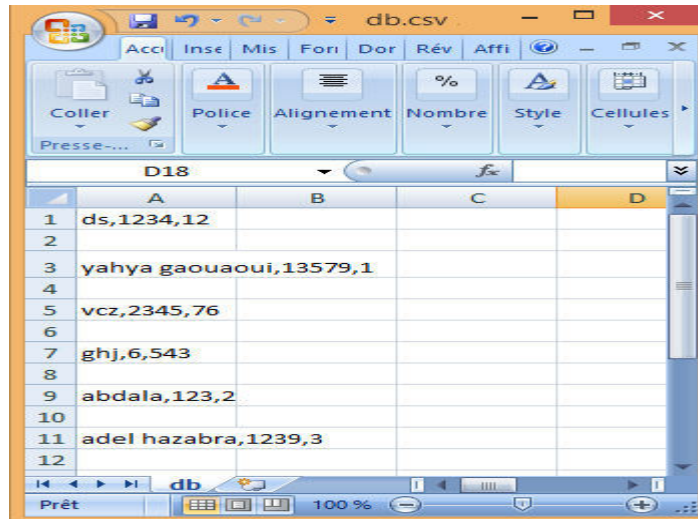 db.csv
Acci Inse Mis Fori Dor Rév Affi
Coller Police Alignement Nombre Style Cellules
%
Presse-...
D18 fx
A B C D
1 ds,1234,12
2
3 yahya gaouaoui,13579,1
4
5 vcz,2345,76
6
7 ghj,6,543
8
9 abdala,123,2
10
11 adel hazabra,1239,3
12
db
Prêt 100 %